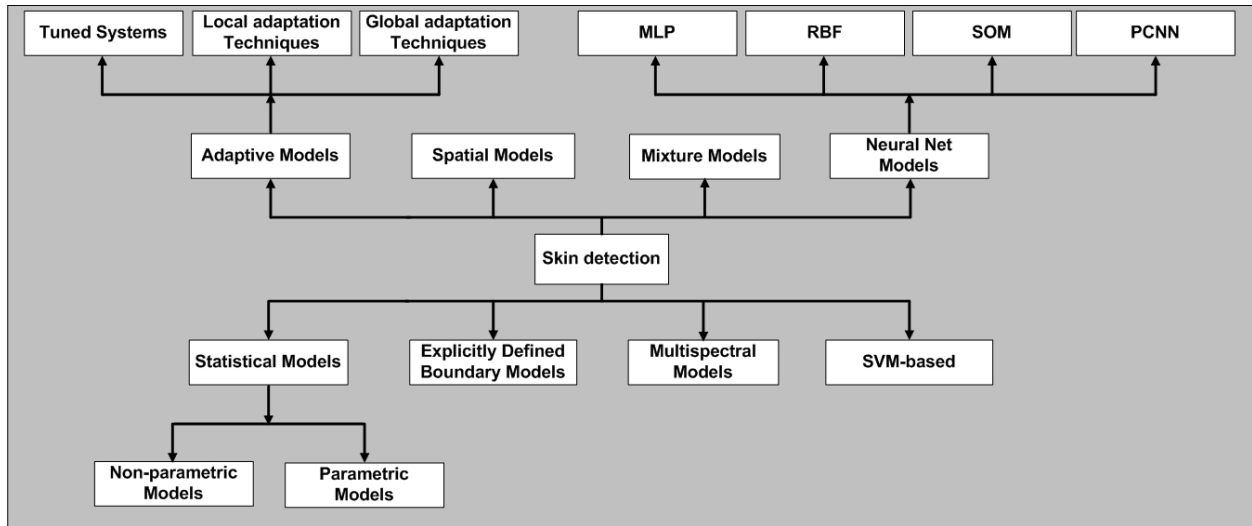 Tuned Systems
Local adaptation
Techniques
Global adaptation
Techniques
MLP
RBF
SOM
PCNN
Adaptive Models
Spatial Models
Mixture Models
Neural Net
Models
Skin detection
Statistical Models
Explicitly Defined
Boundary Models
Multispectral
Models
SVM-based
Non-parametric
Models
Parametric
Models